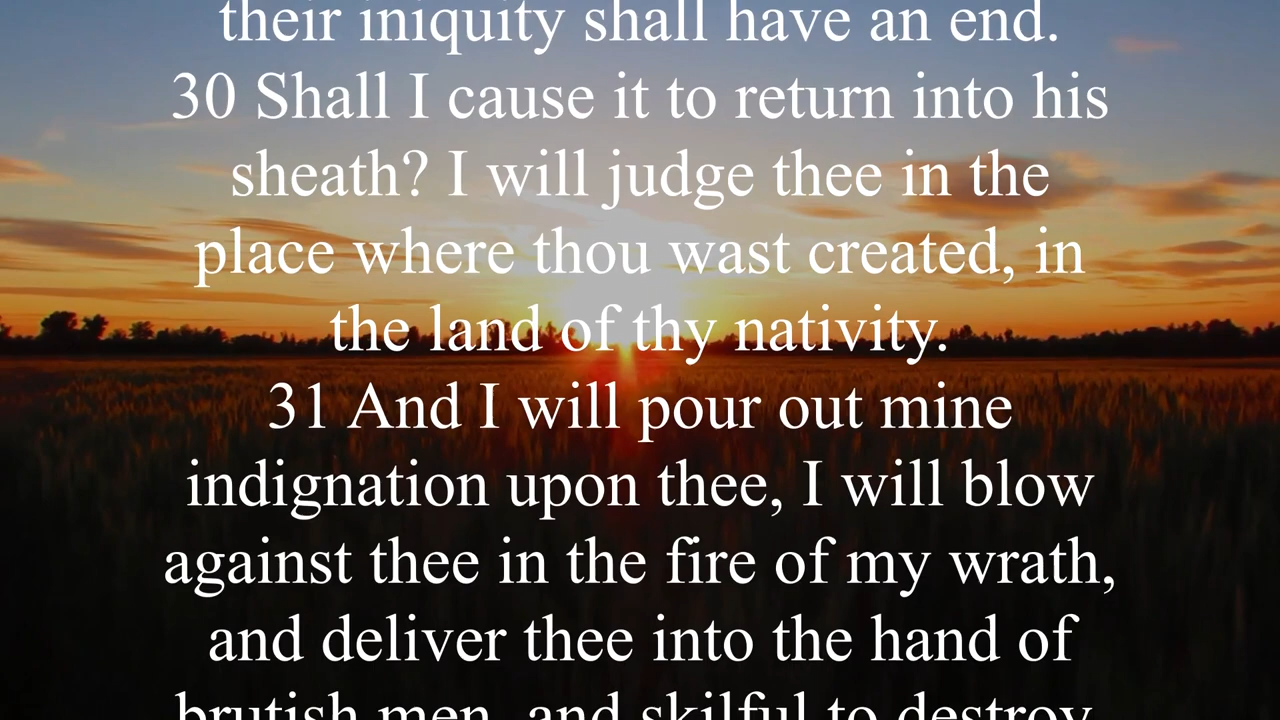 their iniquity shall have an end.
30 Shall I cause it to return into his
sheath? I will judge thee in the
place where thou wast created, in
the land of thy nativity.
31 And I will pour out mine
indignation upon thee, I will blow
against thee in the fire of my wrath,
and deliver thee into the hand of
brutish men, and skilful to destroy.